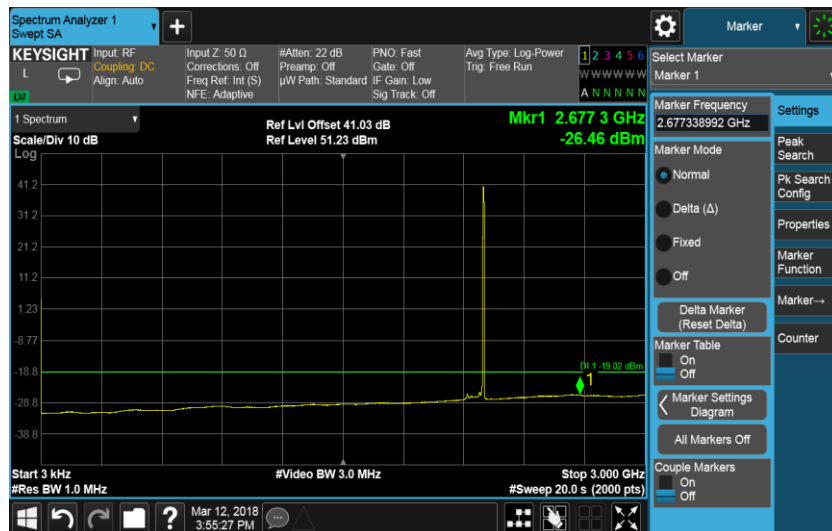 Spectrum Analyzer 1
Swept SA
+
Marker
KEYSIGHT
L
LXI
Input: RF
Coupling: DC
Align: Auto
Input Z: 50 Ω
Corrections: Off
Freq Ref: Int (S)
NFE: Adaptive
#Atten: 22 dB
Preamp: Off
µW Path: Standard
PNO: Fast
Gate: Off
IF Gain: Low
Sig Track: Off
Avg Type: Log-Power
Trig: Free Run
1 2 3 4 5 6
W W W W W W
A N N N N N
Select Marker
Marker 1
1 Spectrum
Scale/Div 10 dB
Log
Ref Lvl Offset 41.03 dB
Ref Level 51.23 dBm
Mkr1 2.677 3 GHz
-26.46 dBm
41.2
31.2
21.2
11.2
1.23
-8.77
-18.8
-28.8
-38.8
DI 1 -19.02 dBm
1
Start 3 kHz
#Res BW 1.0 MHz
#Video BW 3.0 MHz
Stop 3.000 GHz
#Sweep 20.0 s (2000 pts)
Marker Frequency
2.677338992 GHz
Marker Mode
Normal
Delta (Δ)
Fixed
Off
Delta Marker
(Reset Delta)
Marker Table
On
Off
Marker Settings
Diagram
All Markers Off
Couple Markers
On
Off
Settings
Peak
Search
Pk Search
Config
Properties
Marker
Function
Marker→
Counter
?
Mar 12, 2018
3:55:27 PM